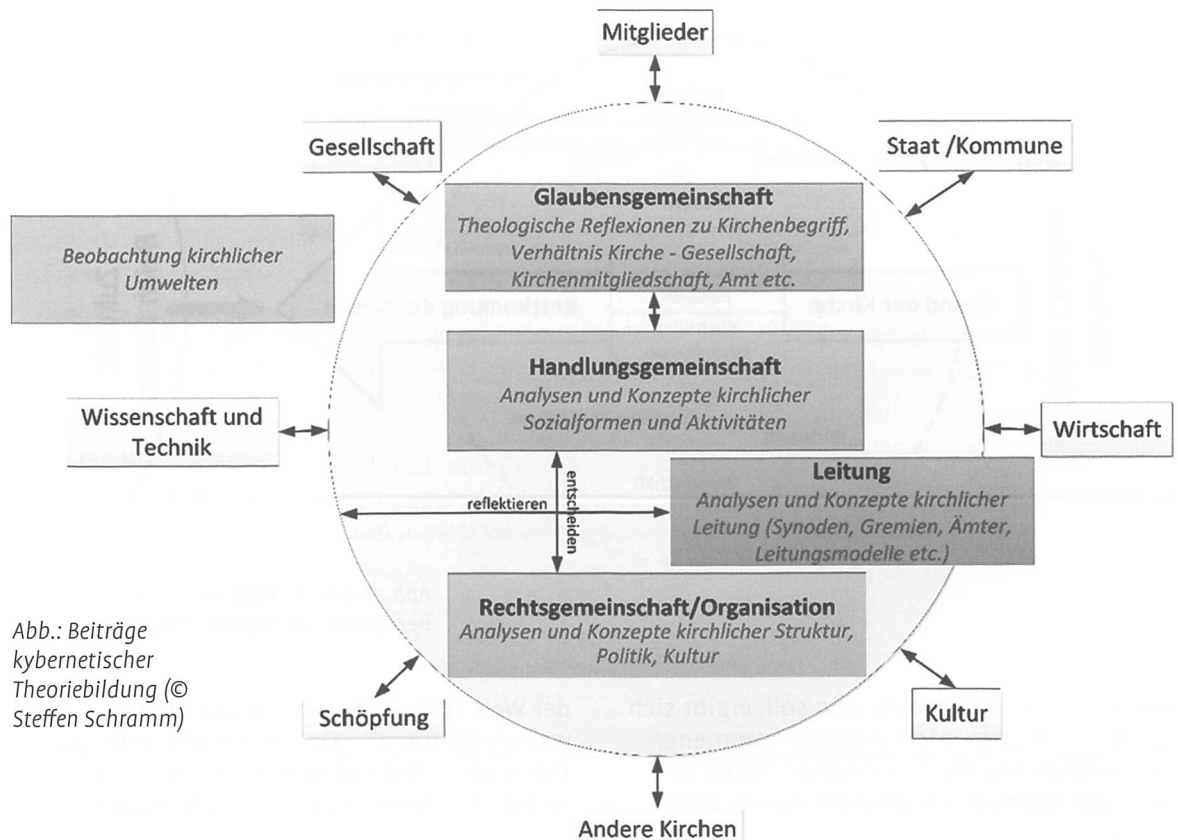 Mitglieder
Gesellschaft
Staat /Kommune
Glaubensgemeinschaft
Theologische Reflexionen zu Kirchenbegriff,
Verhältnis Kirche - Gesellschaft,
Kirchenmitgliedschaft, Amt etc.
Beobachtung kirchlicher
Umwelten
Handlungsgemeinschaft
Analysen und Konzepte kirchlicher
Sozialformen und Aktivitäten
Wissenschaft und
Technik
Wirtschaft
Leitung
Analysen und Konzepte kirchlicher
Leitung (Synoden, Gremien, Ämter,
Leitungsmodelle etc.)
reflektieren
entscheiden
Rechtsgemeinschaft/Organisation
Analysen und Konzepte kirchlicher Struktur,
Politik, Kultur
Abb.: Beiträge
kybernetischer
Theoriebildung (©
Steffen Schramm)
Schöpfung
Kultur
Andere Kirchen